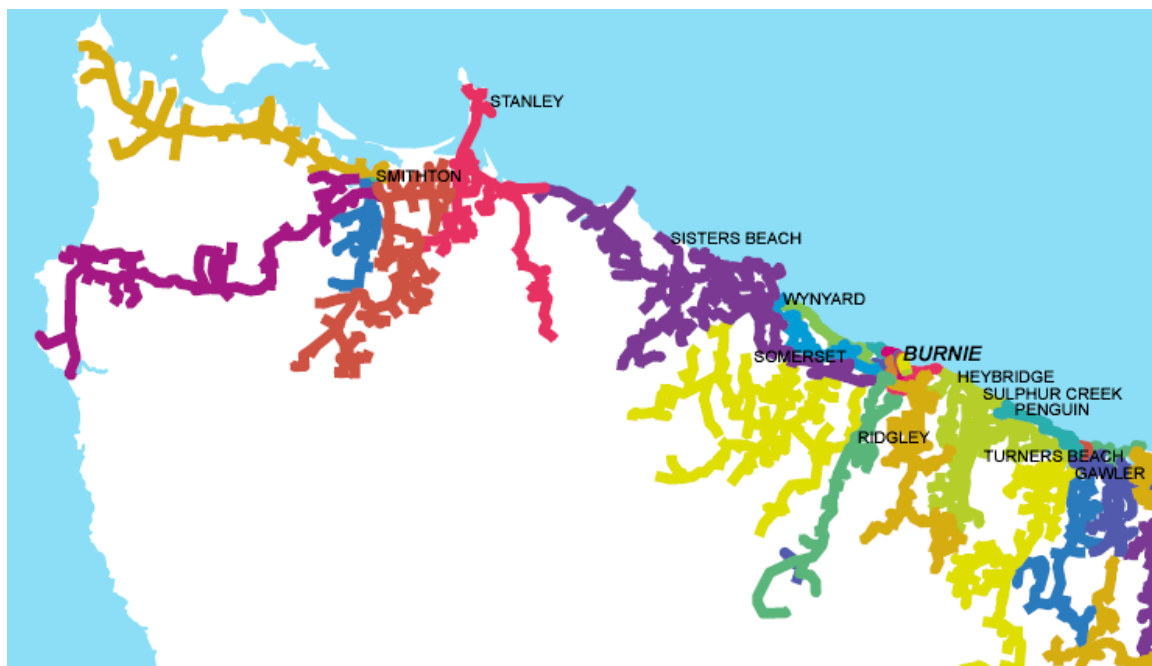 STANLEY
SMITHTON
SISTERS BEACH
WYNYARD
SOMERSET
BURNIE
HEYBRIDGE
SULPHUR CREEK
PENGUIN
RIDGLEY
TURNERS BEACH
GAWLER